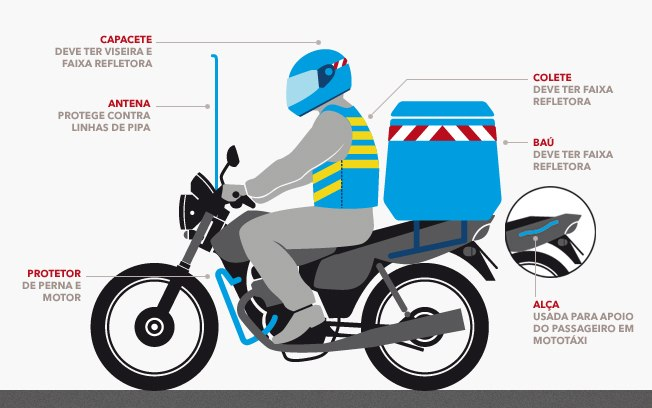 CAPACETE
DEVE TER VISEIRA E
FAIXA REFLETORA
ANTENA
PROTEGE CONTRA
LINHAS DE PIPA
COLETE
DEVE TER FAIXA
REFLETORA
BAÚ
DEVE TER FAIXA
REFLETORA
PROTETOR
DE PERNA E
MOTOR
ALÇA
USADA PARA APOIO
DO PASSAGEIRO EM
MOTOTÁXI